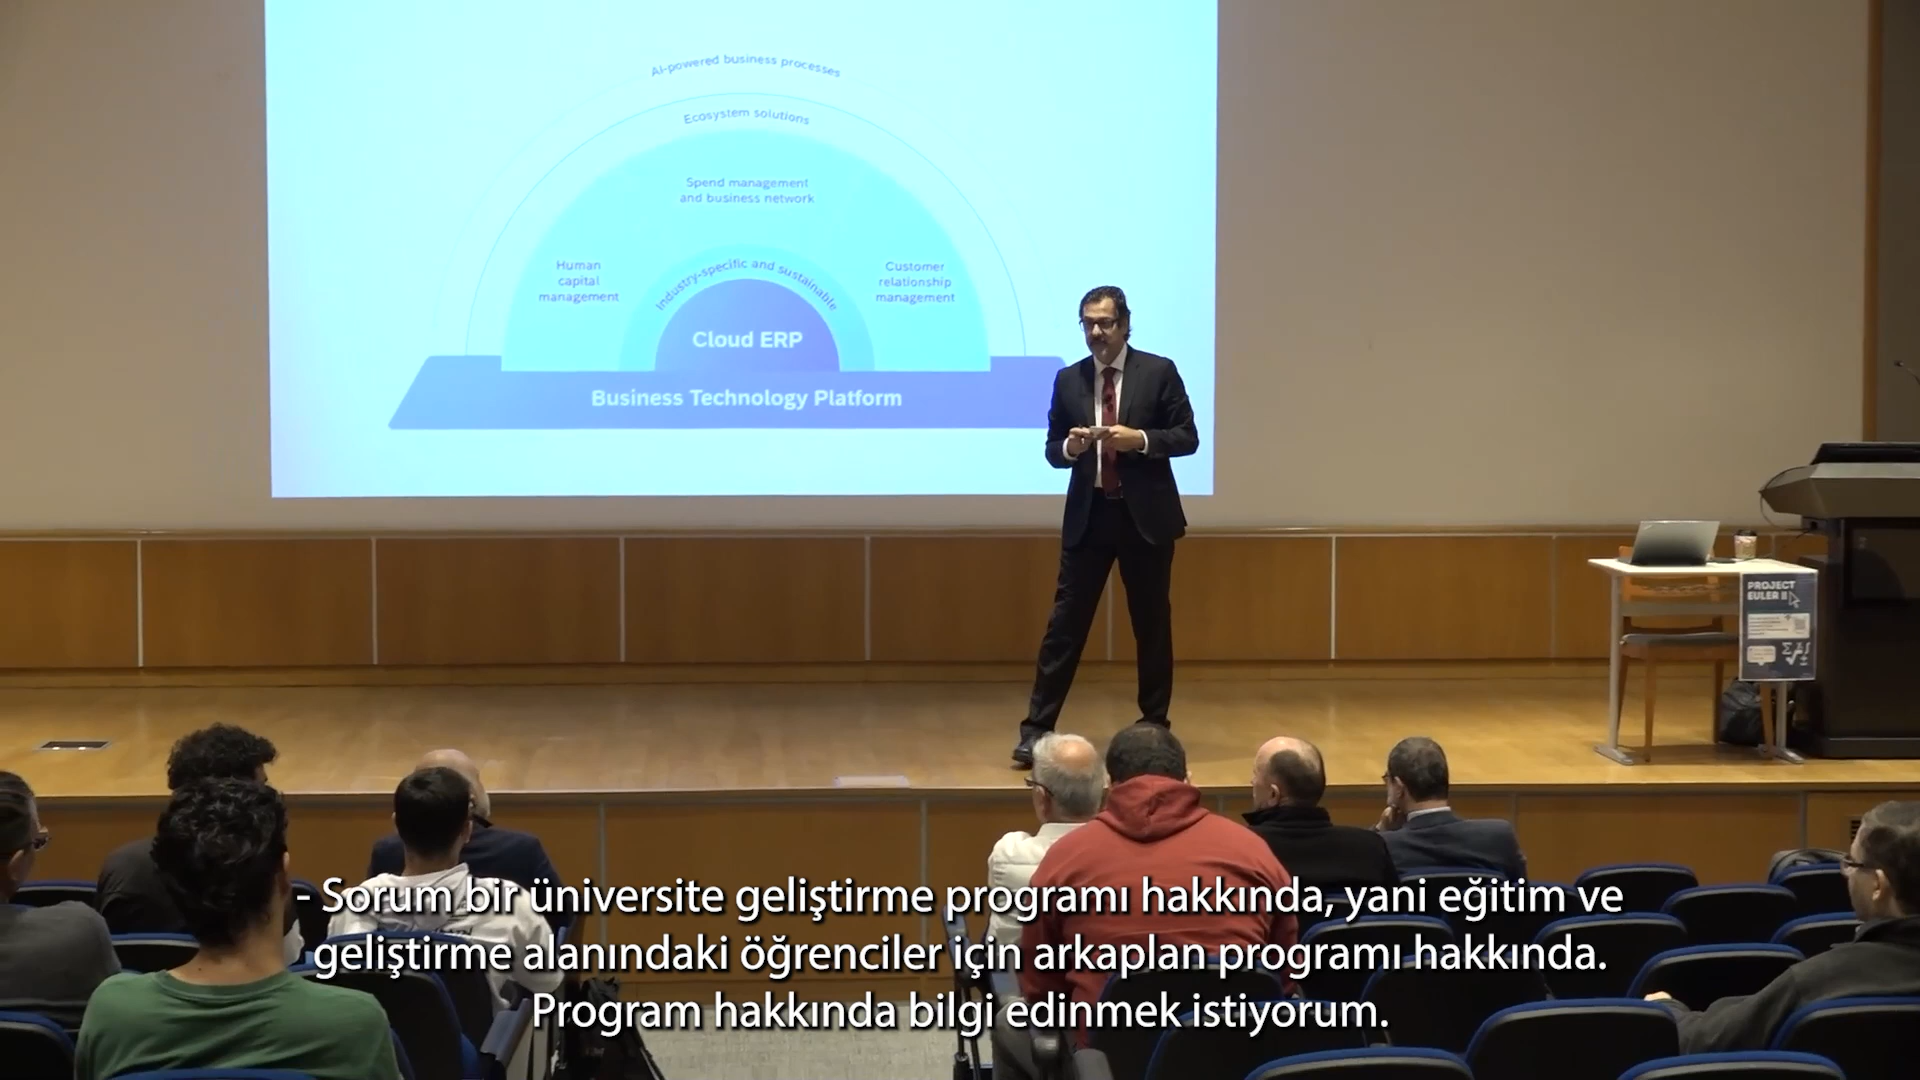 AI-powered business processes
Ecosystem solutions
Spend management
and business network
Human
capital
management
Industry-specific and sustainable
Customer
relationship
management
Cloud ERP
Business Technology Platform
PROJECT
EULER II
- Sorum bir üniversite geliştirme programı hakkında, yani eğitim ve
geliştirme alanındaki öğrenciler için arkaplan programı hakkında.
Program hakkında bilgi edinmek istiyorum.